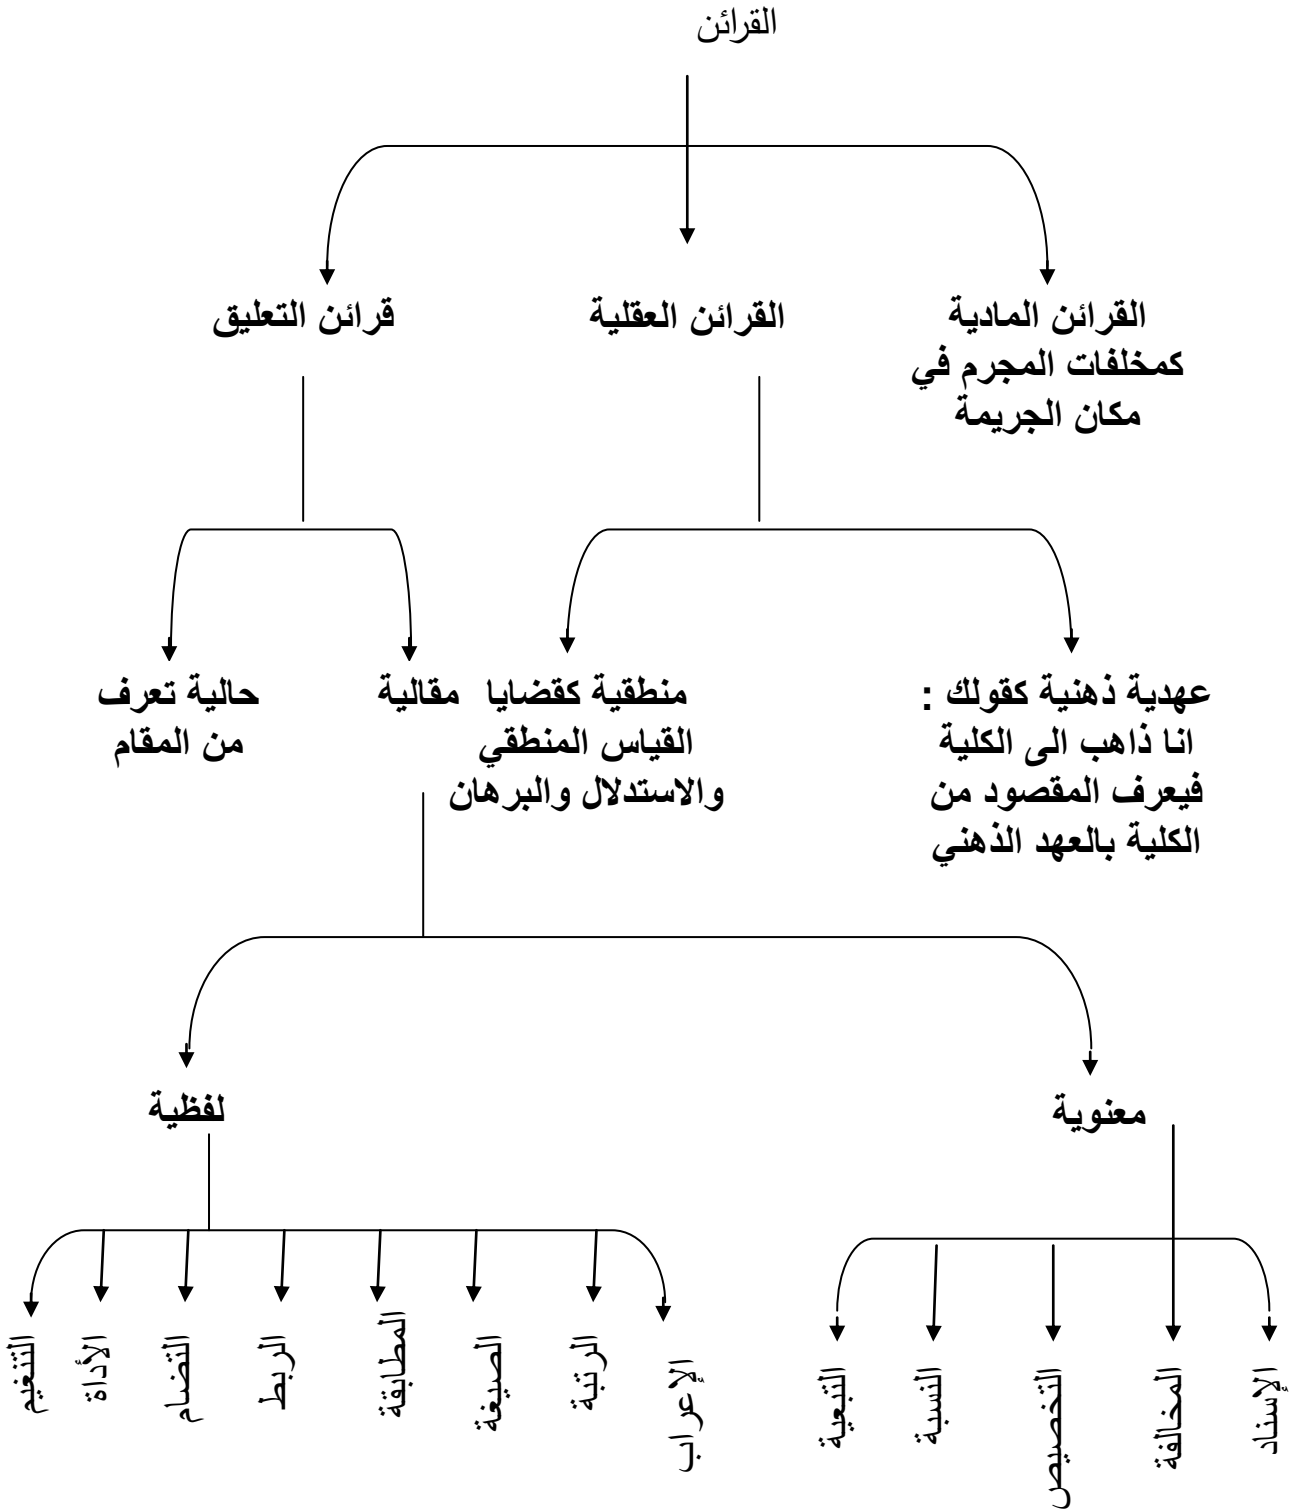 القرائن
القرائن المادية
كمخلفات المجرم في
مكان الجريمة
القرائن العقلية
قرائن التعليق
عهدية ذهنية كقولك :
انا ذاهب الى الكلية
فيعرف المقصود من
الكلية بالعهد الذهني
منطقية كقضايا
القياس المنطقي
والاستدلال والبرهان
مقالية
حالية تعرف
من المقام
معنوية
لفظية
الإسناد
المخالفة
التخصيص
النسبة
التبعية
الإعراب
الرتبة
الصيغة
المطابقة
الربط
التضام
الأداة
التنغيم